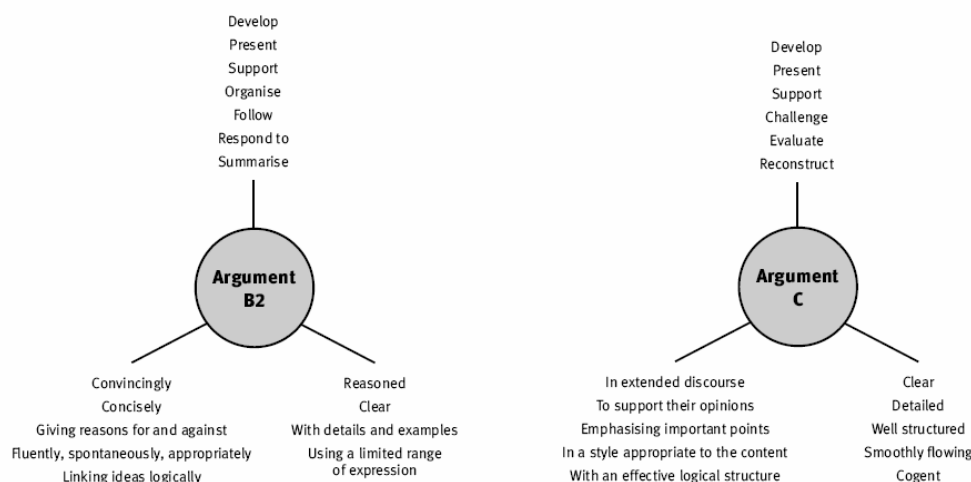 Develop
Present
Support
Organise
Follow
Respond to
Summarise
Argument
B2
Convincingly
Concisely
Giving reasons for and against
Fluently, spontaneously, appropriately
Linking ideas logically
Reasoned
Clear
With details and examples
Using a limited range
of expression
Develop
Present
Support
Challenge
Evaluate
Reconstruct
Argument
C
In extended discourse
To support their opinions
Emphasising important points
In a style appropriate to the content
With an effective logical structure
Clear
Detailed
Well structured
Smoothly flowing
Cogent